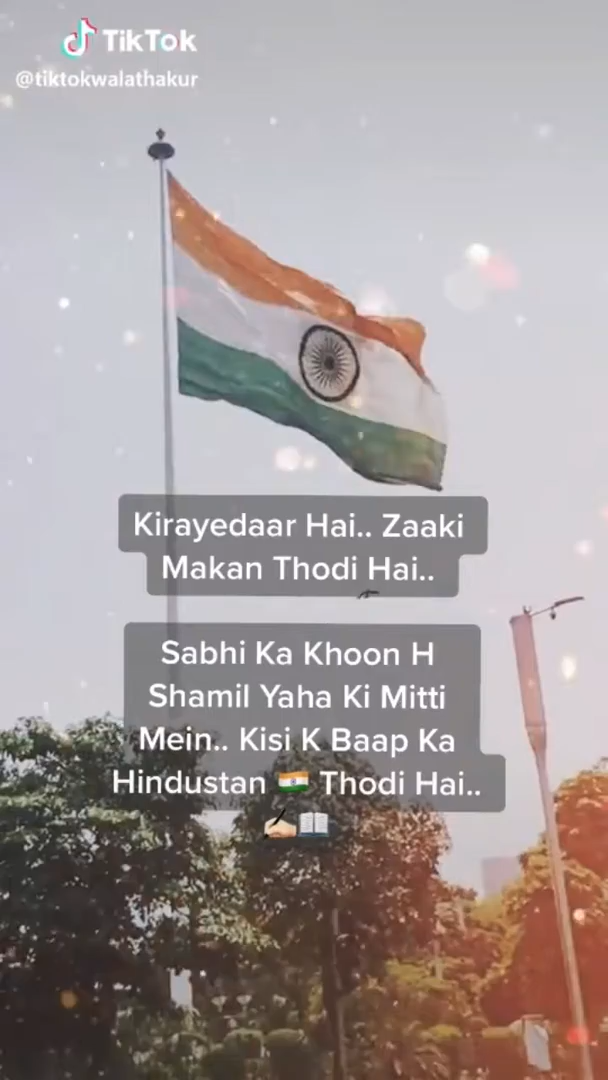 TikTok
@tiktokwalathakur
Kirayedaar Hai.. Zaaki
Makan Thodi Hai..
Sabhi Ka Khoon H
Shamil Yaha Ki Mitti
Mein.. Kisi K Baap Ka
Hindustan 🇮🇳 Thodi Hai..
✍🏻📖